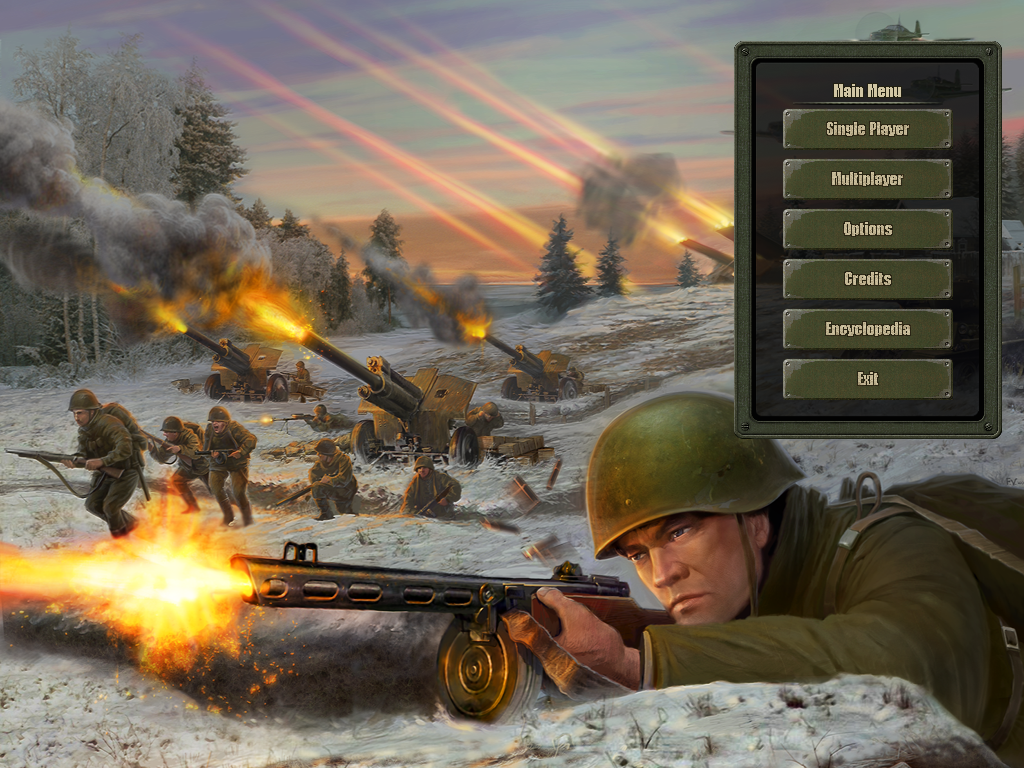 Main Menu
Single Player
Multiplayer
Options
Credits
Encyclopedia
Exit